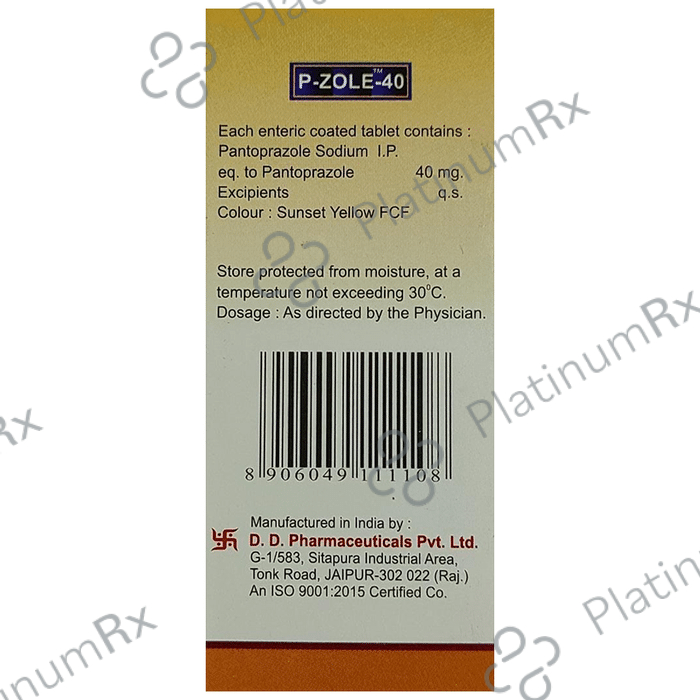 P-ZOLE-40™
Each enteric coated tablet contains :
Pantoprazole Sodium I.P.
eq. to Pantoprazole 40 mg.
Excipients q.s.
Colour : Sunset Yellow FCF
Store protected from moisture, at a
temperature not exceeding 30°C.
Dosage : As directed by the Physician.
8 906049 111108
Manufactured in India by :
D. D. Pharmaceuticals Pvt. Ltd.
G-1/583, Sitapura Industrial Area,
Tonk Road, JAIPUR-302 022 (Raj.)
An ISO 9001:2015 Certified Co.
PlatinumRx
PlatinumRx
PlatinumRx
PlatinumRx
tinumRx